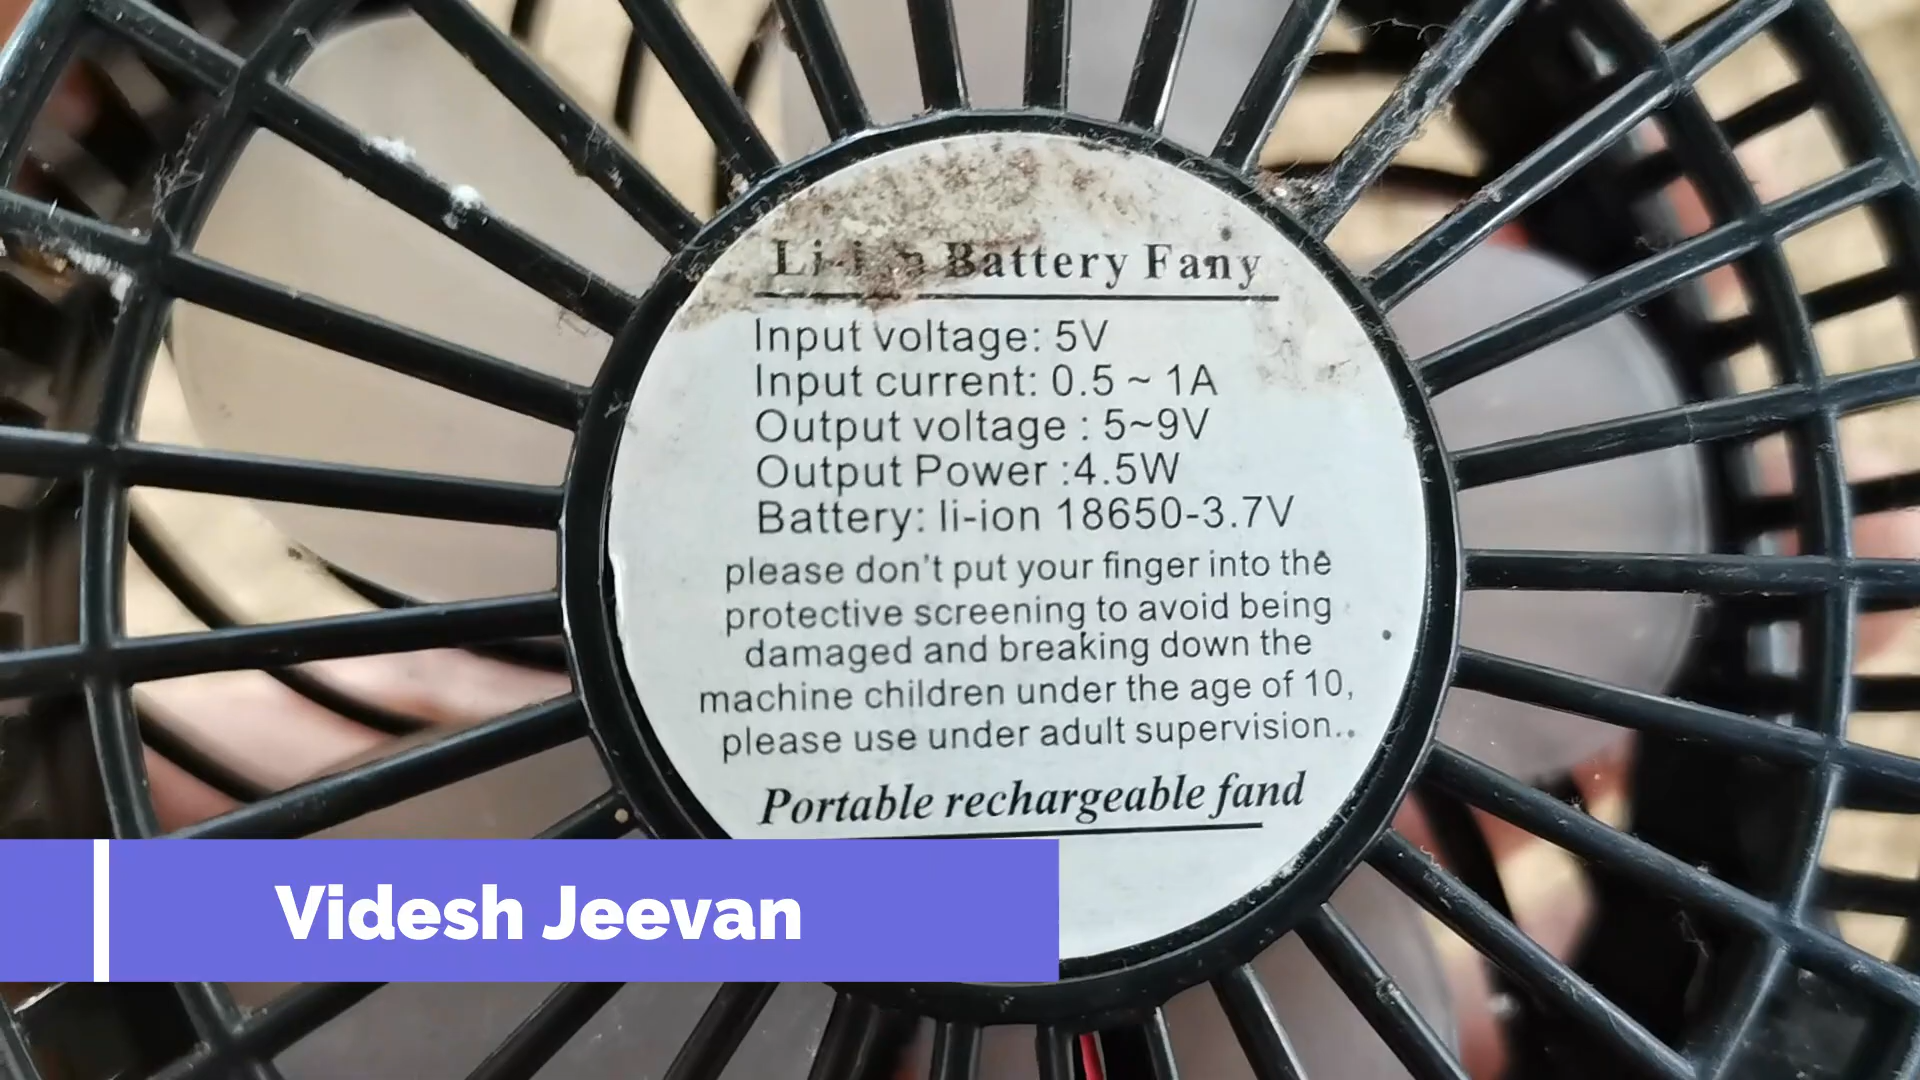 Li-ion Battery Fany
Input voltage: 5V
Input current: 0.5 ~ 1A
Output voltage : 5~9V
Output Power :4.5W
Battery: li-ion 18650-3.7V
please don't put your finger into the
protective screening to avoid being
damaged and breaking down the
machine children under the age of 10,
please use under adult supervision..
Portable rechargeable fand
Videsh Jeevan